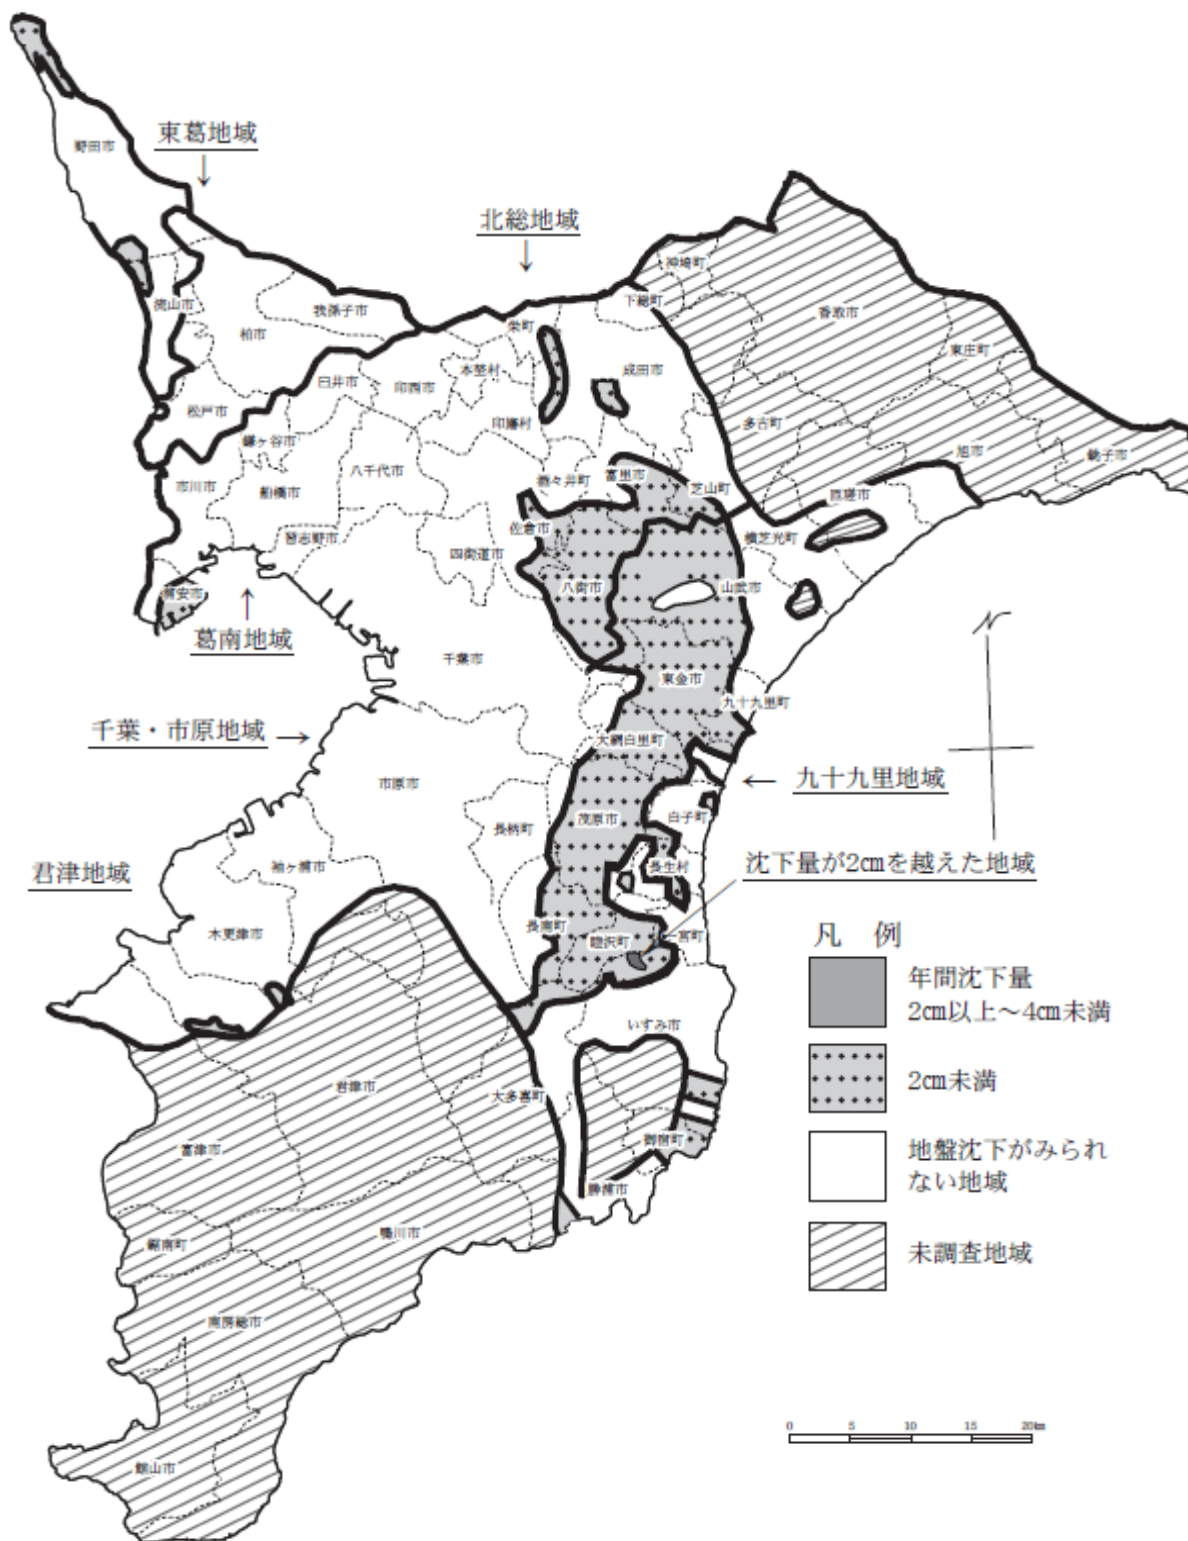 野田市
東葛地域
北総地域
神埼町
下総町
香取市
我孫子市
流山市
柏市
栄町
東庄町
本埜村
成田市
臼井市
印西市
松戸市
印旛村
多古町
鎌ヶ谷市
旭市
銚子市
市川市
船橋市
八千代市
酒々井町
富里市
芝山町
匝瑳市
習志野市
佐倉市
四街道市
横芝光町
浦安市
八街市
山武市
葛南地域
千葉市
東金市
九十九里町
千葉・市原地域
大網白里町
九十九里地域
市原市
長柄町
茂原市
白子町
君津地域
袖ヶ浦市
長生村
沈下量が2㎝を越えた地域
木更津市
長南町
睦沢町
一宮町
凡 例
年間沈下量
2㎝以上～4㎝未満
いすみ市
2㎝未満
君津市
大多喜町
富津市
御宿町
地盤沈下がみられ
ない地域
勝浦市
鋸南町
鴨川市
未調査地域
南房総市
館山市
0 5 10 15 20㎞